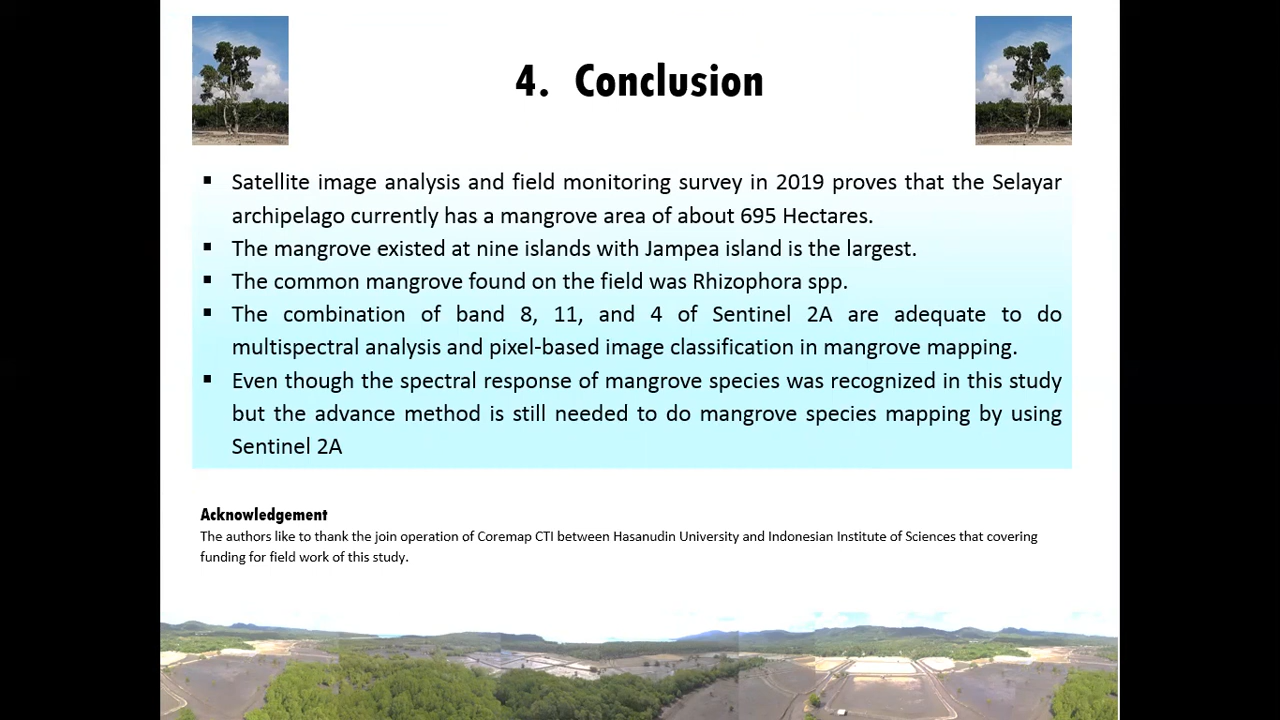 4. Conclusion
▪ Satellite image analysis and field monitoring survey in 2019 proves that the Selayar
archipelago currently has a mangrove area of about 695 Hectares.
▪ The mangrove existed at nine islands with Jampea island is the largest.
▪ The common mangrove found on the field was Rhizophora spp.
▪ The combination of band 8, 11, and 4 of Sentinel 2A are adequate to do
multispectral analysis and pixel-based image classification in mangrove mapping.
▪ Even though the spectral response of mangrove species was recognized in this study
but the advance method is still needed to do mangrove species mapping by using
Sentinel 2A
Acknowledgement
The authors like to thank the join operation of Coremap CTI between Hasanudin University and Indonesian Institute of Sciences that covering
funding for field work of this study.